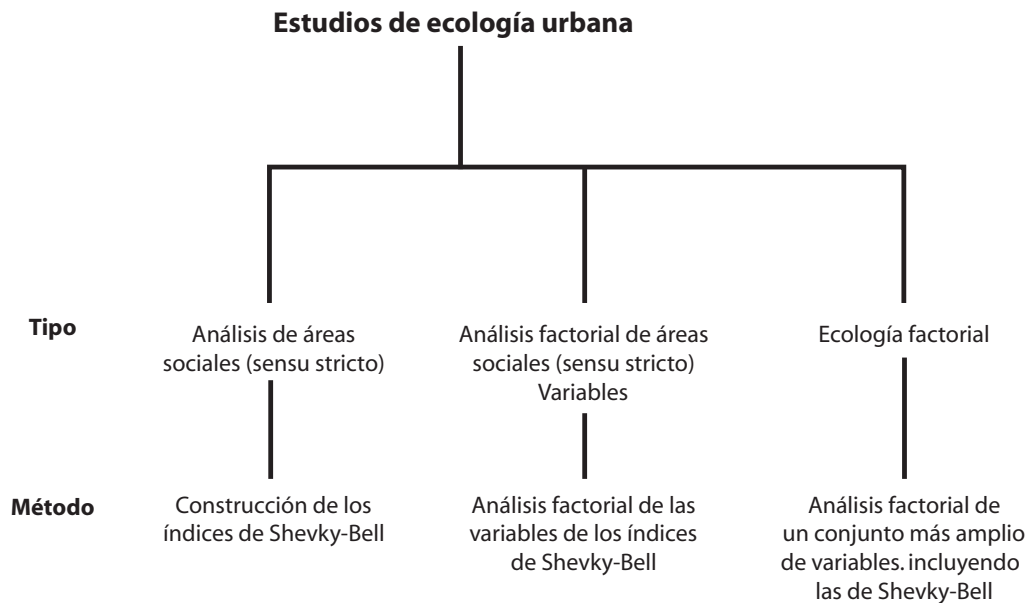 Estudios de ecología urbana
Tipo
Análisis de áreas
sociales (sensu stricto)
Análisis factorial de áreas
sociales (sensu stricto)
Variables
Ecología factorial
Método
Construcción de los
índices de Shevky-Bell
Análisis factorial de las
variables de los índices
de Shevky-Bell
Análisis factorial de
un conjunto más amplio
de variables. incluyendo
las de Shevky-Bell